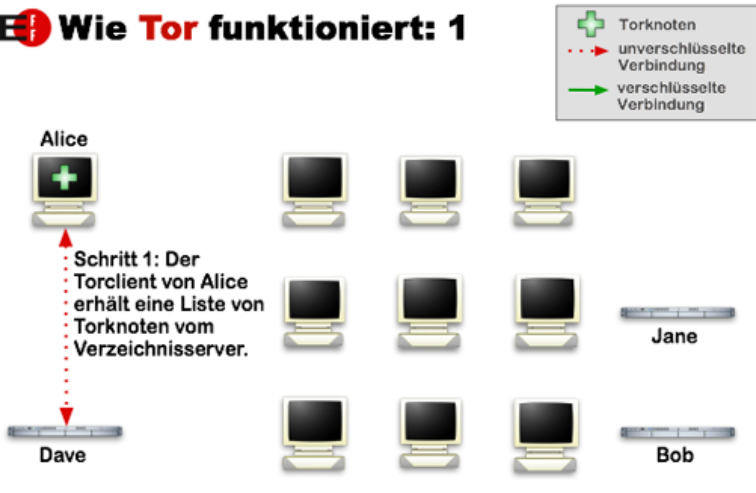 EFF Wie Tor funktioniert: 1
Torknoten
unverschlüsselte
Verbindung
verschlüsselte
Verbindung
Alice
Schritt 1: Der
Torclient von Alice
erhält eine Liste von
Torknoten vom
Verzeichnisserver.
Jane
Dave
Bob